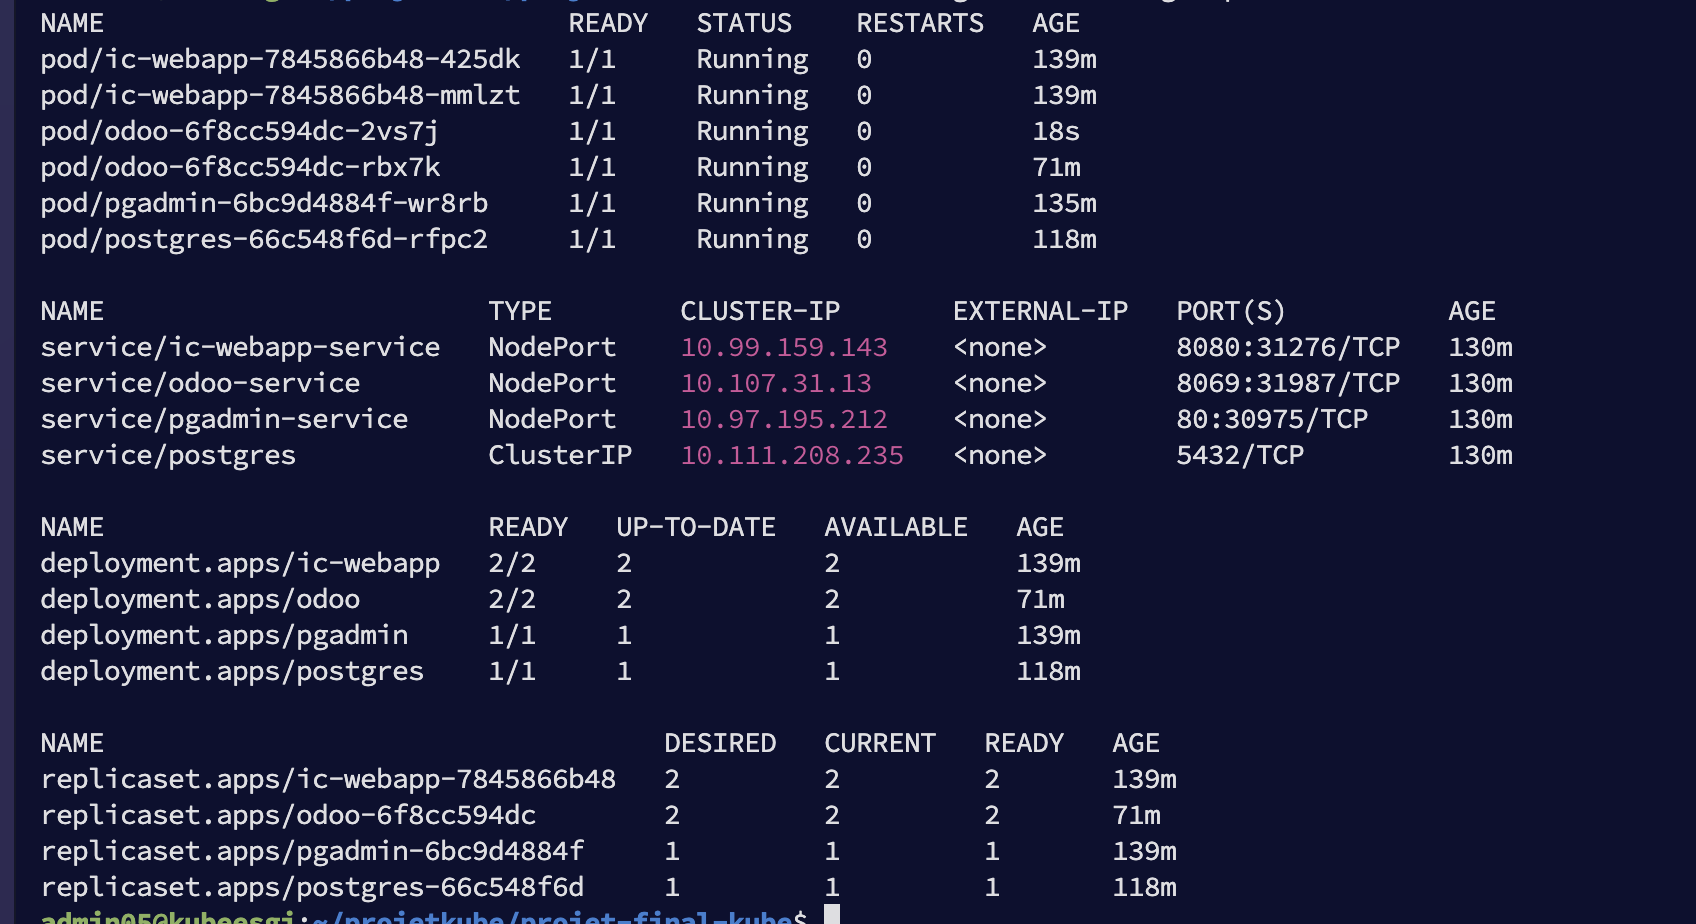 NAME READY STATUS RESTARTS AGE
pod/ic-webapp-7845866b48-425dk 1/1 Running 0 139m
pod/ic-webapp-7845866b48-mmlzt 1/1 Running 0 139m
pod/odoo-6f8cc594dc-2vs7j 1/1 Running 0 18s
pod/odoo-6f8cc594dc-rbx7k 1/1 Running 0 71m
pod/pgadmin-6bc9d4884f-wr8rb 1/1 Running 0 135m
pod/postgres-66c548f6d-rfpc2 1/1 Running 0 118m
NAME TYPE CLUSTER-IP EXTERNAL-IP PORT(S) AGE
service/ic-webapp-service NodePort 10.99.159.143 <none> 8080:31276/TCP 130m
service/odoo-service NodePort 10.107.31.13 <none> 8069:31987/TCP 130m
service/pgadmin-service NodePort 10.97.195.212 <none> 80:30975/TCP 130m
service/postgres ClusterIP 10.111.208.235 <none> 5432/TCP 130m
NAME READY UP-TO-DATE AVAILABLE AGE
deployment.apps/ic-webapp 2/2 2 2 139m
deployment.apps/odoo 2/2 2 2 71m
deployment.apps/pgadmin 1/1 1 1 139m
deployment.apps/postgres 1/1 1 1 118m
NAME DESIRED CURRENT READY AGE
replicaset.apps/ic-webapp-7845866b48 2 2 2 139m
replicaset.apps/odoo-6f8cc594dc 2 2 2 71m
replicaset.apps/pgadmin-6bc9d4884f 1 1 1 139m
replicaset.apps/postgres-66c548f6d 1 1 1 118m
admin05@kubeesgi:~/projetkube/projet-final-kube$